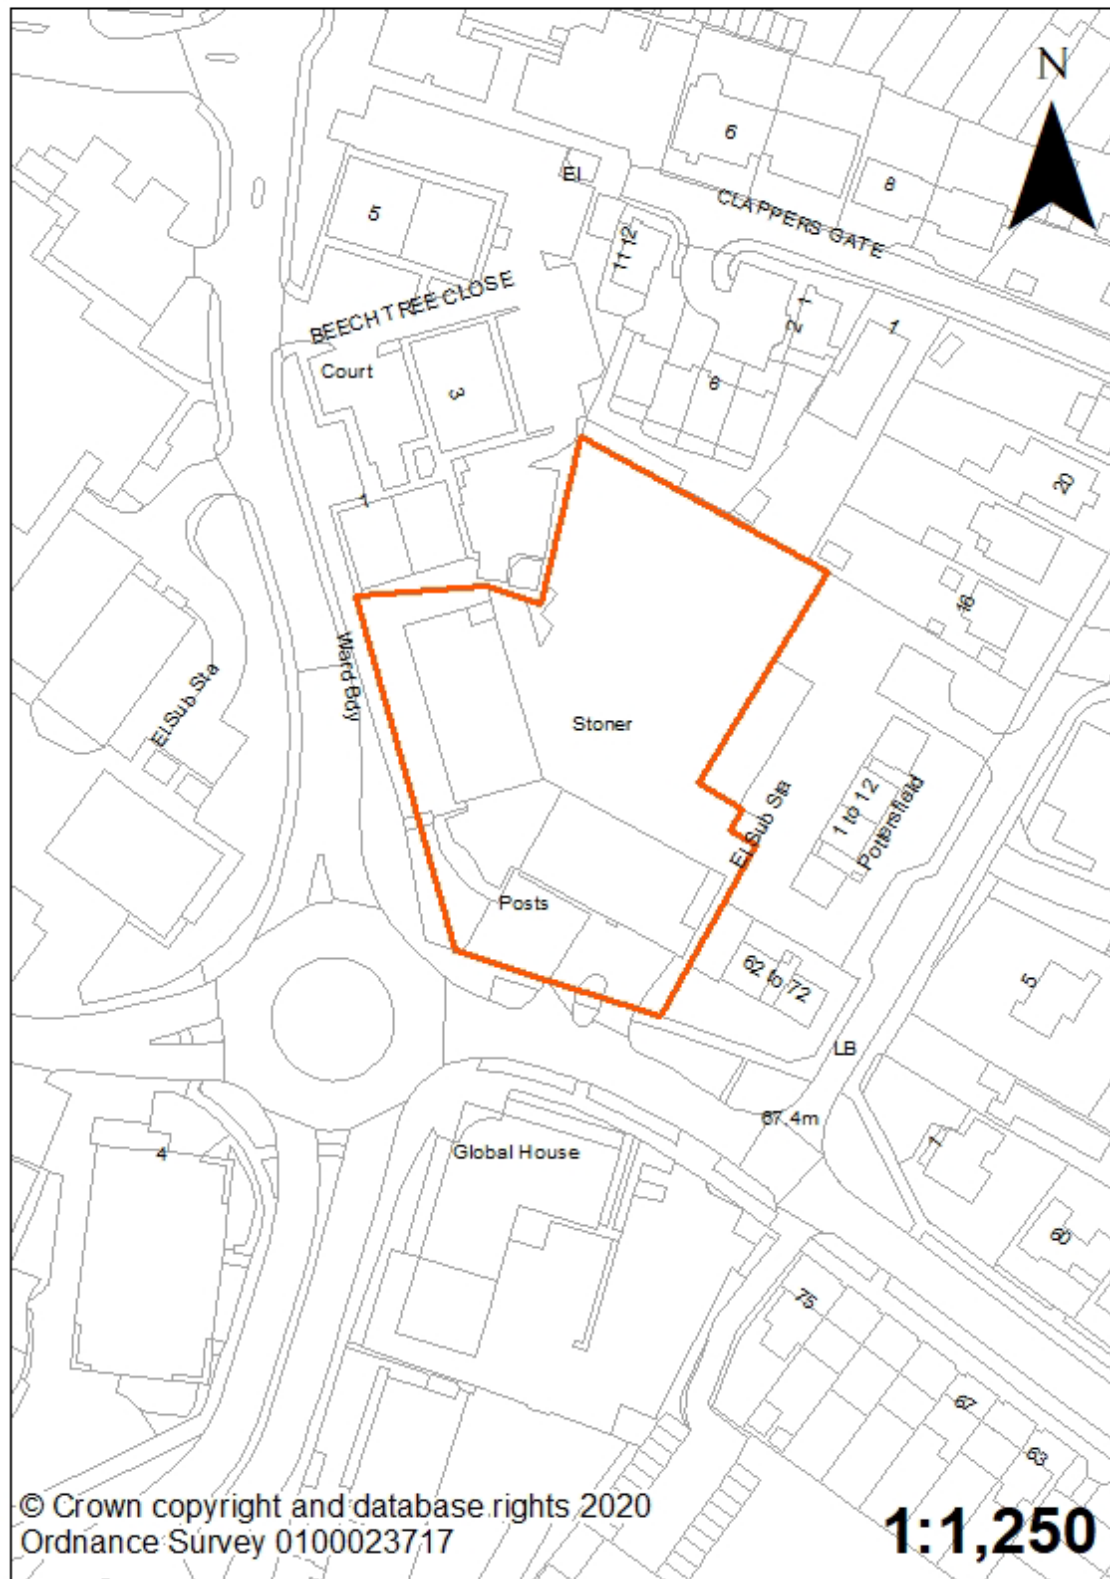 N
6
EI
8
5
CLAPPERS GATE
11 12
BEECH TREE CLOSE
1
2
1
Court
6
3
20
1
16
Ward Bdy
El Sub Sta
Stoner
El Sub Sta
1 to 12
Pottersfield
Posts
62 to 72
5
LB
67.4m
4
Global House
1
60
75
67
63
© Crown copyright and database rights 2020
Ordnance Survey 0100023717
1:1,250